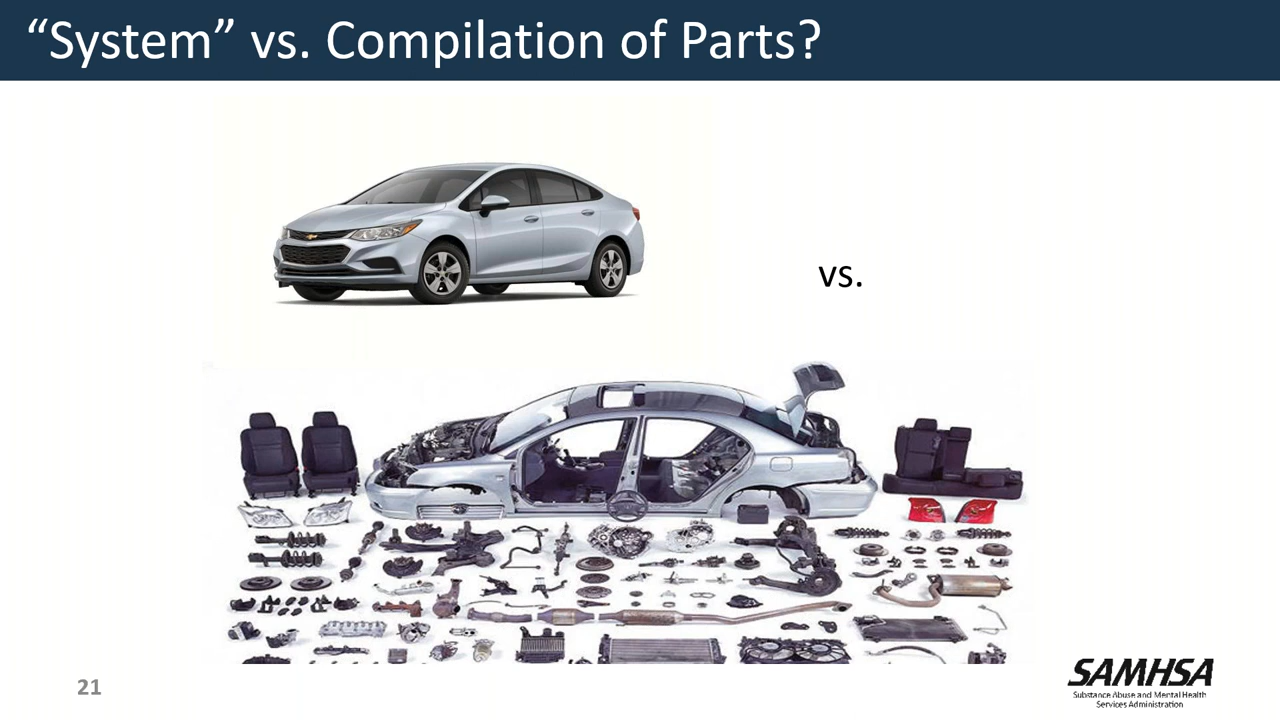 “System” vs. Compilation of Parts?
vs.
21
SAMHSA
Substance Abuse and Mental Health
Services Administration